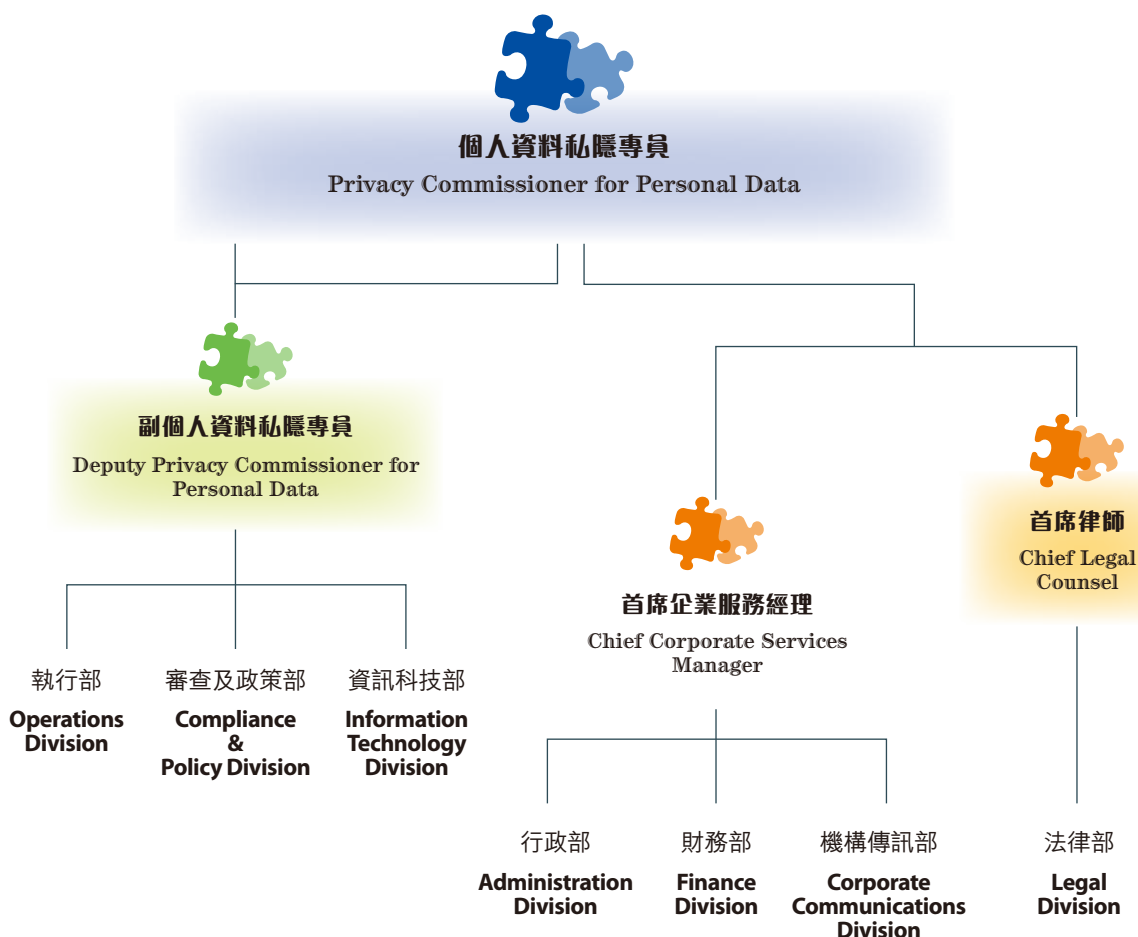 個人資料私隱專員
Privacy Commissioner for Personal Data
副個人資料私隱專員
Deputy Privacy Commissioner for
Personal Data
首席律師
Chief Legal
Counsel
首席企業服務經理
Chief Corporate Services
Manager
執行部
Operations
Division
審查及政策部
Compliance
&
Policy Division
資訊科技部
Information
Technology
Division
行政部
Administration
Division
財務部
Finance
Division
機構傳訊部
Corporate
Communications
Division
法律部
Legal
Division